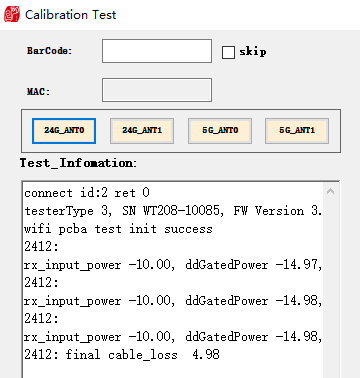 Calibration Test
BarCode:
skip
MAC:
24G_ANT0 24G_ANT1 5G_ANT0 5G_ANT1
Test_Infomation:
connect id:2 ret 0
testerType 3, SN WT208-10085, FW Version 3.
wifi pcba test init success
2412:
rx_input_power -10.00, ddGatedPower -14.97,
2412:
rx_input_power -10.00, ddGatedPower -14.98,
2412:
rx_input_power -10.00, ddGatedPower -14.98,
2412: final cable_loss  4.98